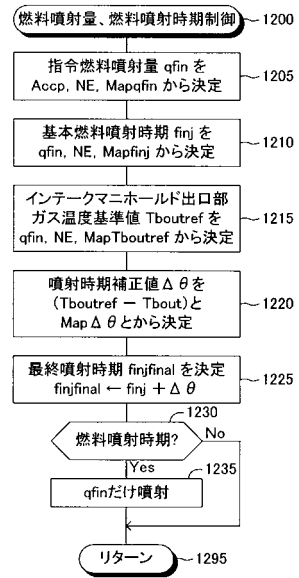 燃料噴射量、燃料噴射時期制御
1200
指令燃料噴射量 qfin を
Accp, NE, Mapqfin から決定
1205
基本燃料噴射時期 finj を
qfin, NE, Mapfinj から決定
1210
インテークマニホールド出口部
ガス温度基準値 Tboutref を
qfin, NE, MapTboutref から決定
1215
噴射時期補正値Δθを
(Tboutref − Tbout)と
MapΔθとから決定
1220
最終噴射時期 finjfinal を決定
finjfinal ← finj + Δθ
1225
1230
燃料噴射時期?
No
Yes
1235
qfinだけ噴射
リターン
1295